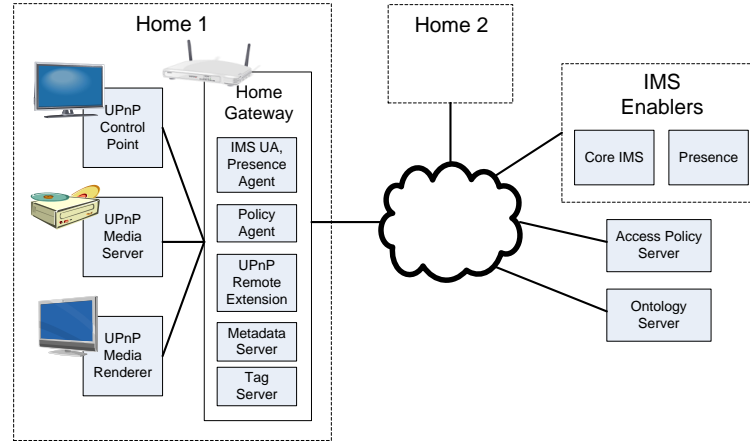 Home 1
Home 2
UPnP
Control
Point
UPnP
Media
Server
UPnP
Media
Renderer
Home
Gateway
IMS UA,
Presence
Agent
Policy
Agent
UPnP
Remote
Extension
Metadata
Server
Tag
Server
IMS
Enablers
Core IMS
Presence
Access Policy
Server
Ontology
Server